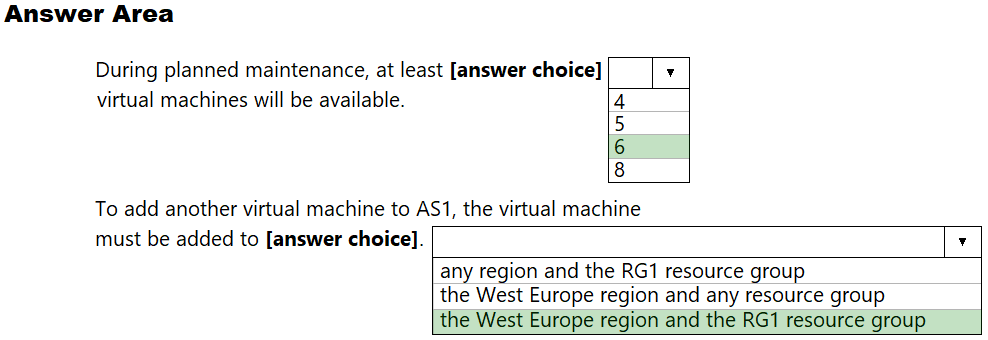 Answer Area
During planned maintenance, at least [answer choice]
virtual machines will be available.
4
5
6
8
To add another virtual machine to AS1, the virtual machine
must be added to [answer choice].
any region and the RG1 resource group
the West Europe region and any resource group
the West Europe region and the RG1 resource group